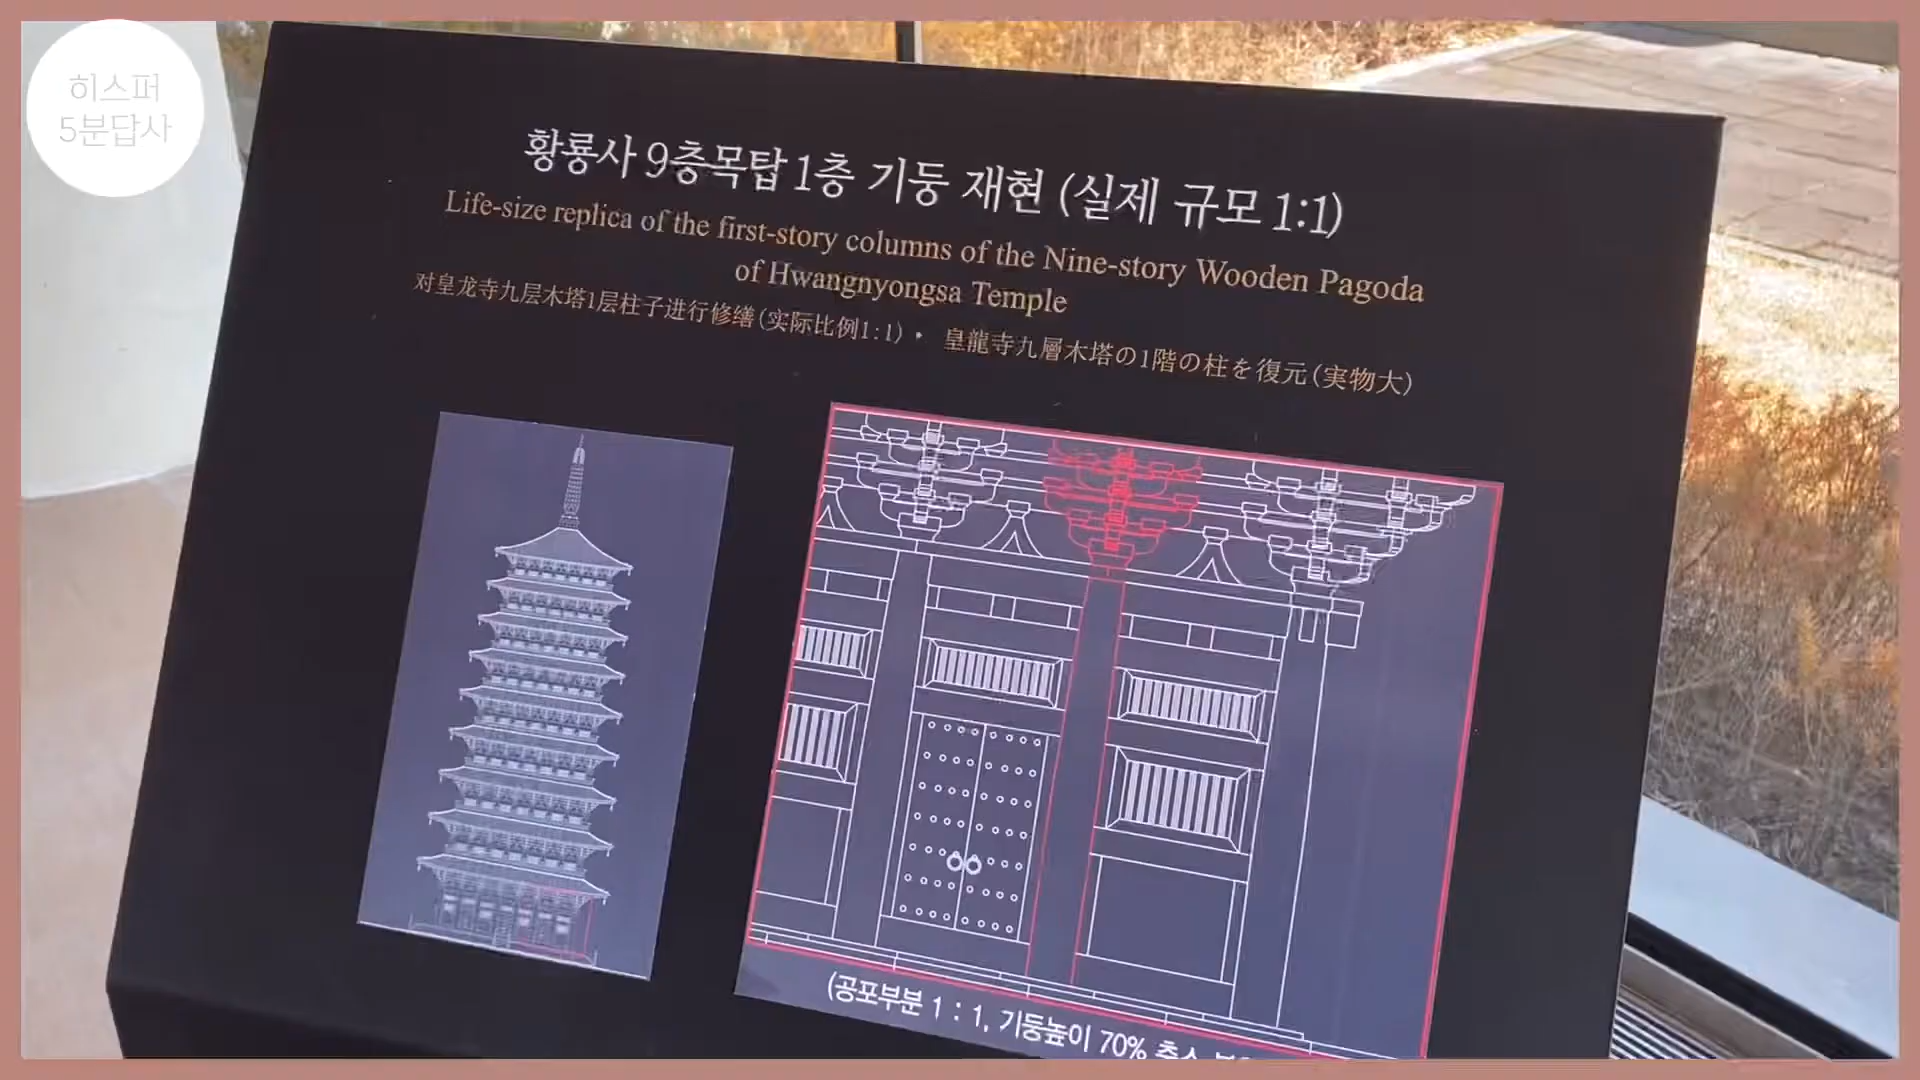 히스퍼
5분답사
황룡사 9층목탑 1층 기둥 재현 (실제 규모 1:1)
Life-size replica of the first-story columns of the Nine-story Wooden Pagoda
of Hwangnyongsa Temple
对皇龙寺九层木塔1层柱子进行修缮(实际比例1:1) • 皇龍寺九層木塔の1階の柱を復元(実物大)
(공포부분 1 : 1, 기둥높이 70%